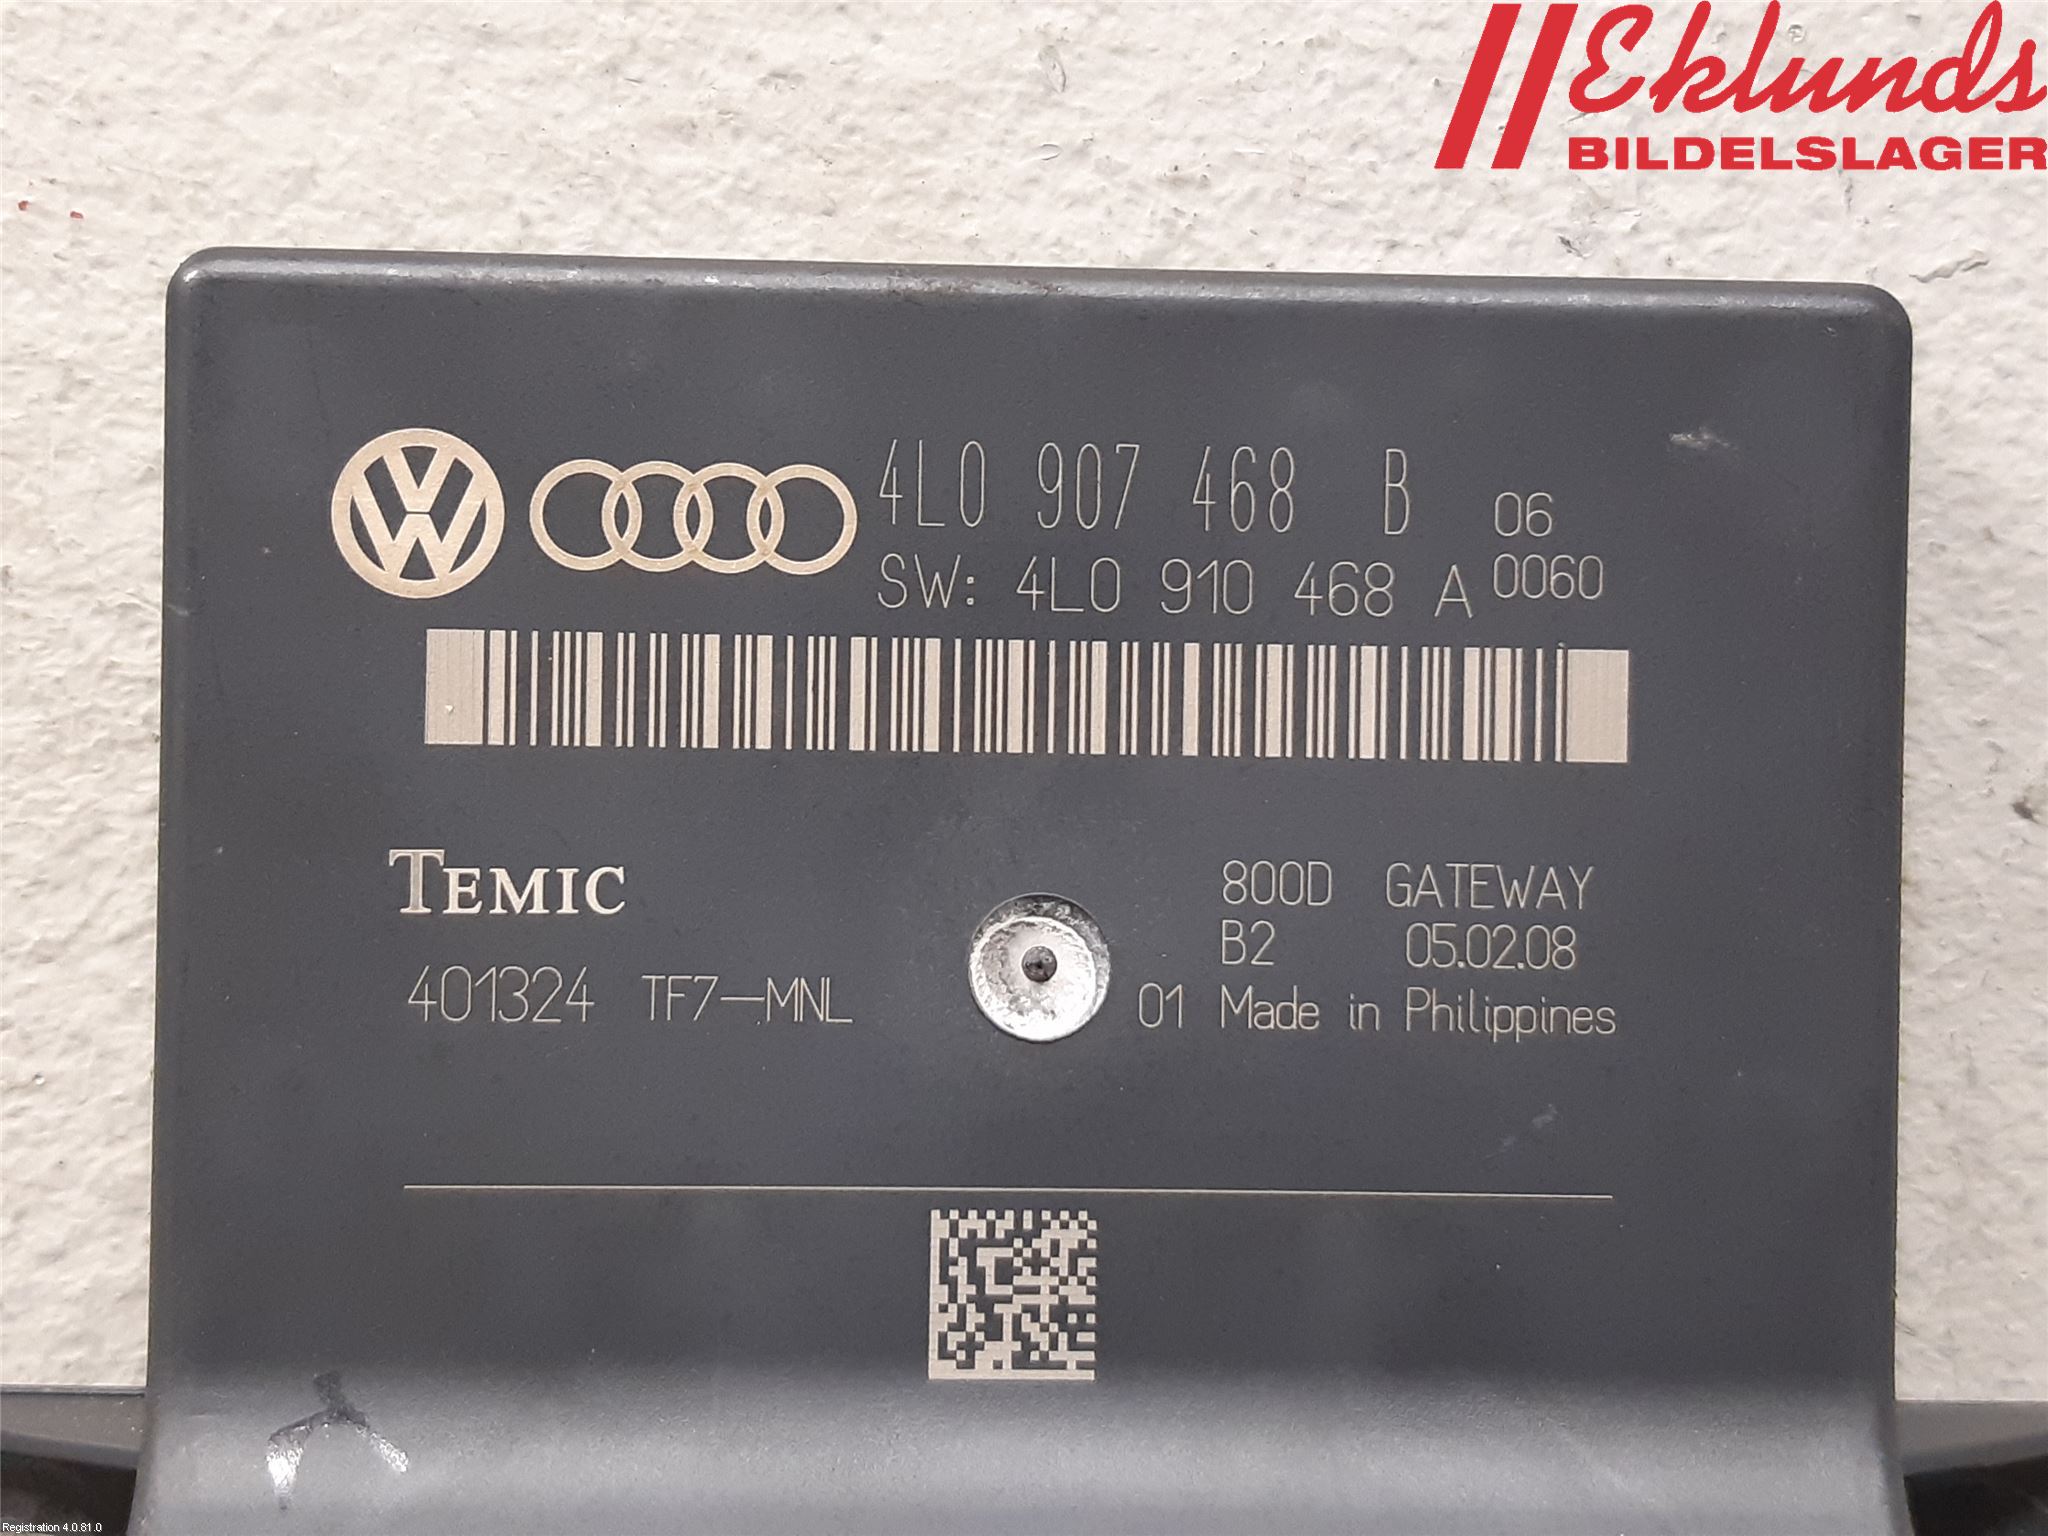 Eklunds
BILDELSLAGER
4L0 907 468 B 06
SW: 4L0 910 468 A 0060
TEMIC
800D GATEWAY
B2 05.02.08
401324 TF7-MNL
01 Made in Philippines
Registration 4.0.81.0